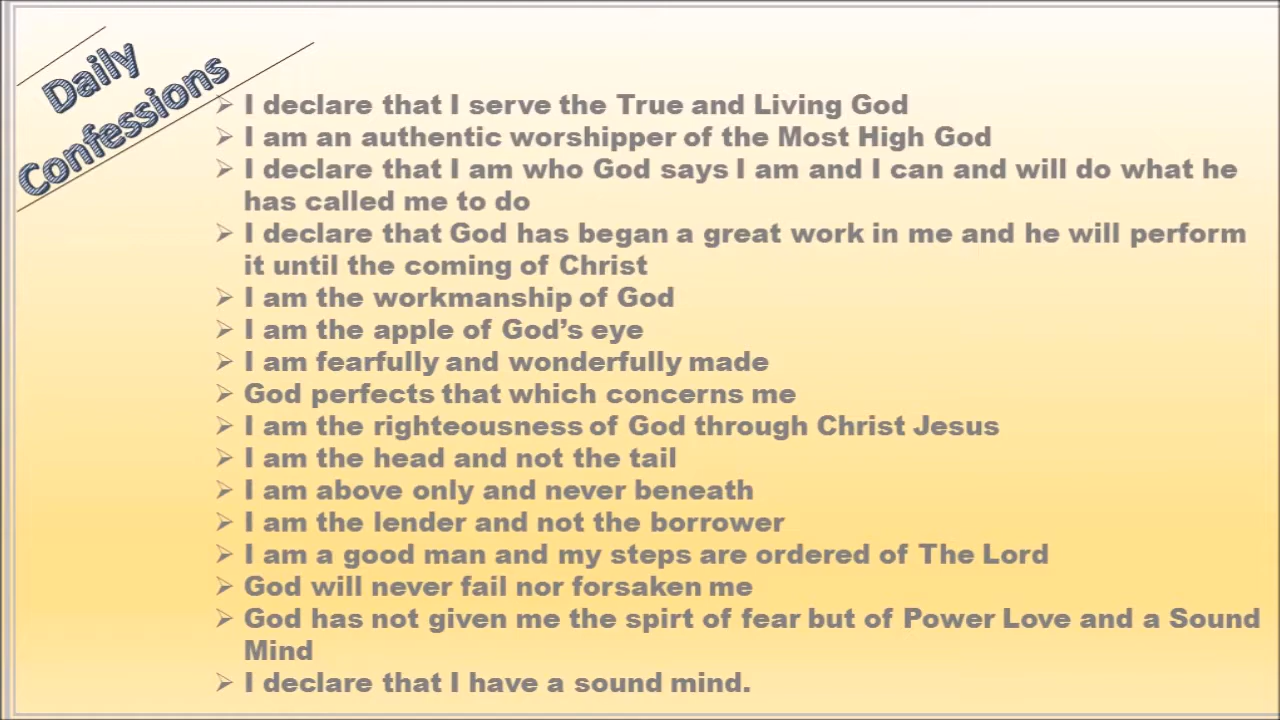 Daily
Confessions
➢ I declare that I serve the True and Living God
➢ I am an authentic worshipper of the Most High God
➢ I declare that I am who God says I am and I can and will do what he
has called me to do
➢ I declare that God has began a great work in me and he will perform
it until the coming of Christ
➢ I am the workmanship of God
➢ I am the apple of God’s eye
➢ I am fearfully and wonderfully made
➢ God perfects that which concerns me
➢ I am the righteousness of God through Christ Jesus
➢ I am the head and not the tail
➢ I am above only and never beneath
➢ I am the lender and not the borrower
➢ I am a good man and my steps are ordered of The Lord
➢ God will never fail nor forsaken me
➢ God has not given me the spirt of fear but of Power Love and a Sound
Mind
➢ I declare that I have a sound mind.